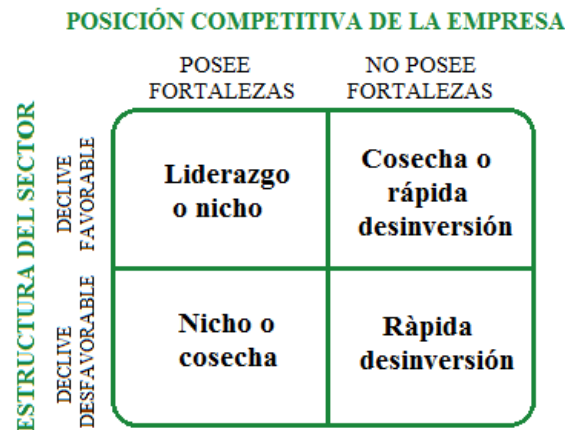 POSICIÓN COMPETITIVA DE LA EMPRESA
POSEE
FORTALEZAS
NO POSEE
FORTALEZAS
ESTRUCTURA DEL SECTOR
DECLIVE
FAVORABLE
Liderazgo
o nicho
Cosecha o
rápida
desinversión
DECLIVE
DESFAVORABLE
Nicho o
cosecha
Ràpida
desinversión